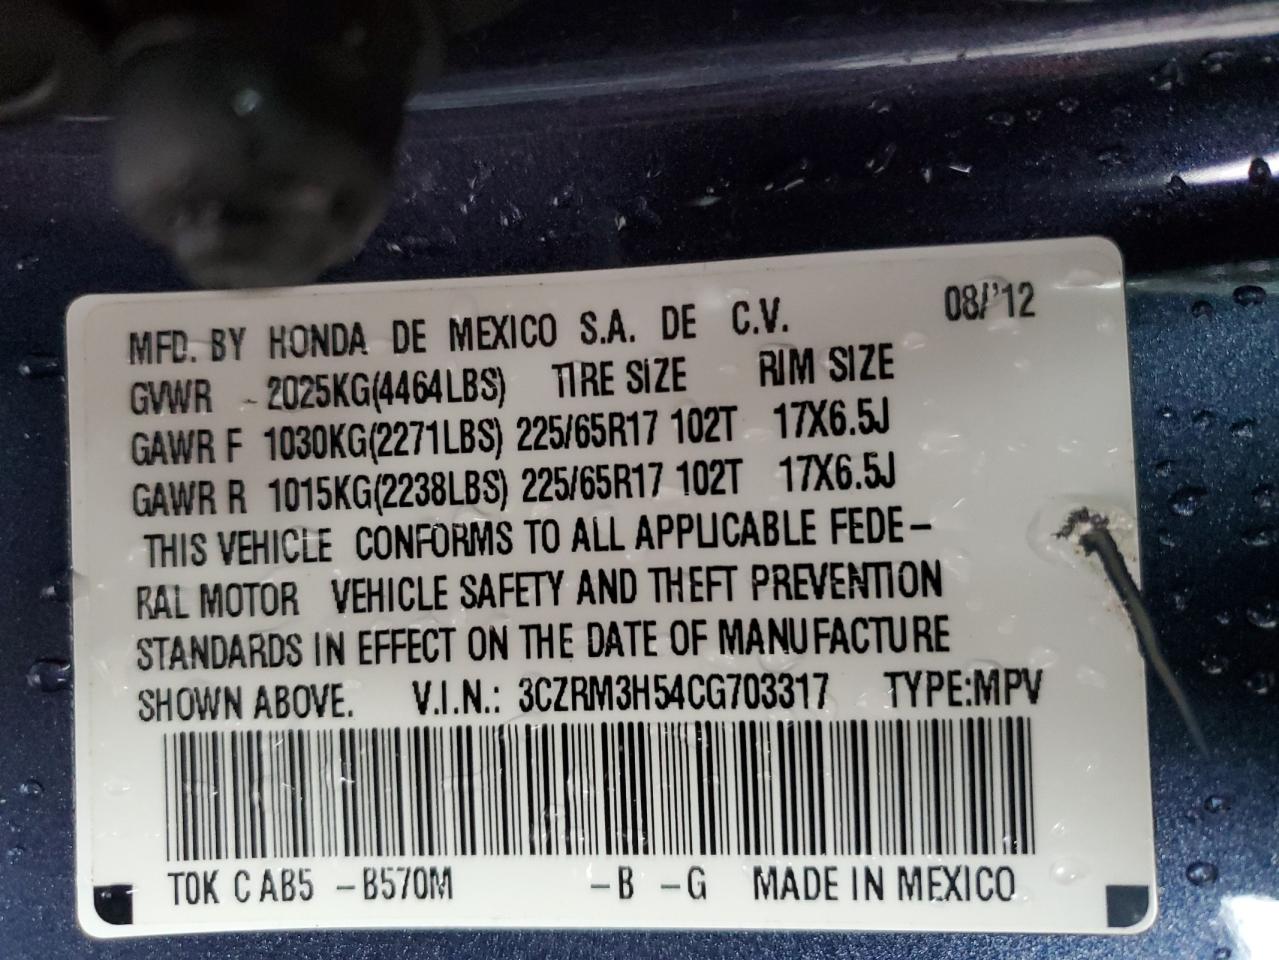 MFD. BY HONDA DE MEXICO S.A. DE C.V. 08/'12
GVWR 2025KG(4464LBS) TIRE SIZE RIM SIZE
GAWR F 1030KG(2271LBS) 225/65R17 102T 17X6.5J
GAWR R 1015KG(2238LBS) 225/65R17 102T 17X6.5J
THIS VEHICLE CONFORMS TO ALL APPLICABLE FEDE-
RAL MOTOR VEHICLE SAFETY AND THEFT PREVENTION
STANDARDS IN EFFECT ON THE DATE OF MANUFACTURE
SHOWN ABOVE. V.I.N.: 3CZRM3H54CG703317 TYPE:MPV
T0K C AB5 -B570M -B -G MADE IN MEXICO